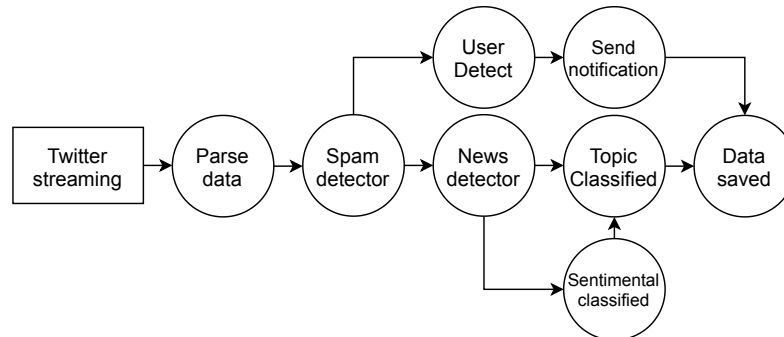 User
Detect
Send
notification
Twitter
streaming
Parse
data
Spam
detector
News
detector
Topic
Classified
Data
saved
Sentimental
classified